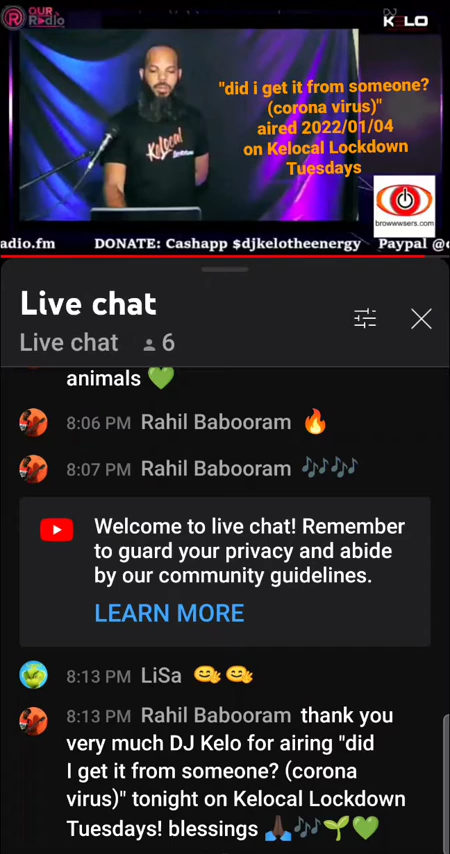 OUR
Radio
DJ
KELO
"did i get it from someone?
(corona virus)"
aired 2022/01/04
on Kelocal Lockdown
Tuesdays
Kelocal
browwwsers.com
adio.fm DONATE: Cashapp $djkelotheenergy Paypal @d
Live chat
Live chat 6
animals 💚
8:06 PM Rahil Babooram 🔥
8:07 PM Rahil Babooram 🎶🎶
Welcome to live chat! Remember
to guard your privacy and abide
by our community guidelines.
LEARN MORE
8:13 PM LiSa 🤗🤗
8:13 PM Rahil Babooram thank you
very much DJ Kelo for airing "did
I get it from someone? (corona
virus)" tonight on Kelocal Lockdown
Tuesdays! blessings 🙏🏿🎶🌱💚